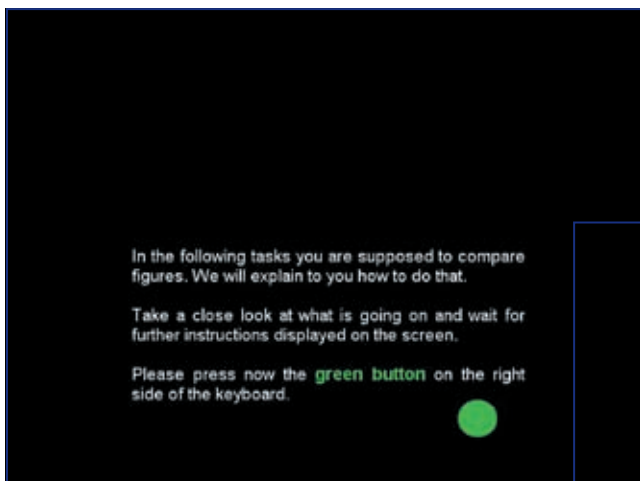 In the following tasks you are supposed to compare
figures. We will explain to you how to do that.
Take a close look at what is going on and wait for
further instructions displayed on the screen.
Please press now the green button on the right
side of the keyboard.